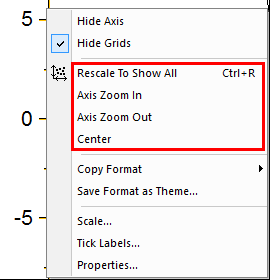 5
0
-5
Hide Axis
Hide Grids
Rescale To Show All Ctrl+R
Axis Zoom In
Axis Zoom Out
Center
Copy Format
Save Format as Theme...
Scale...
Tick Labels...
Properties...